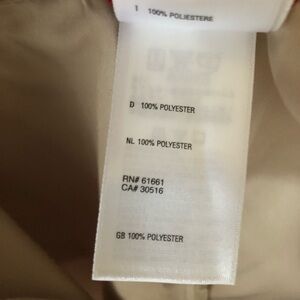 I 100% POLIESTERE
D 100% POLYESTER
NL 100% POLYESTER
RN# 61661
CA# 30516
GB 100% POLYESTER